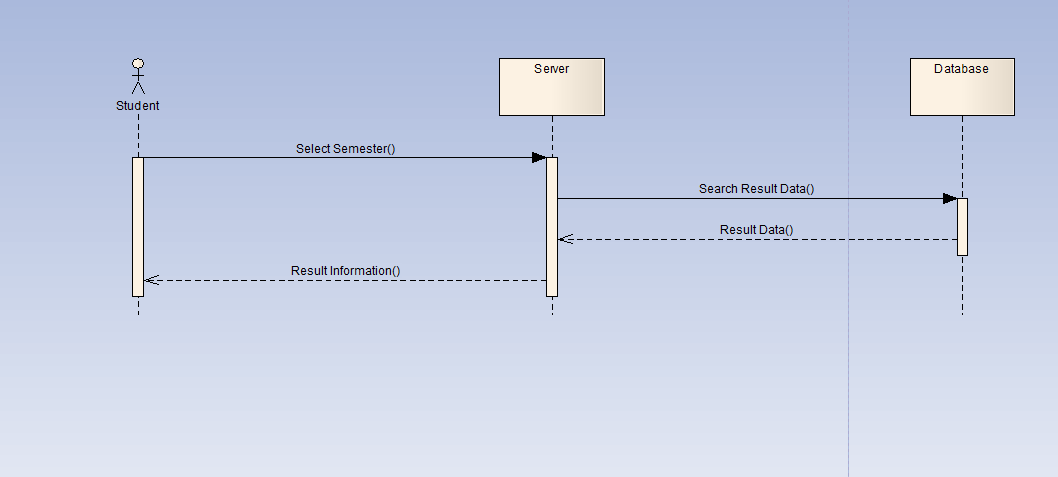 Student
Server
Database
Select Semester()
Search Result Data()
Result Data()
Result Information()